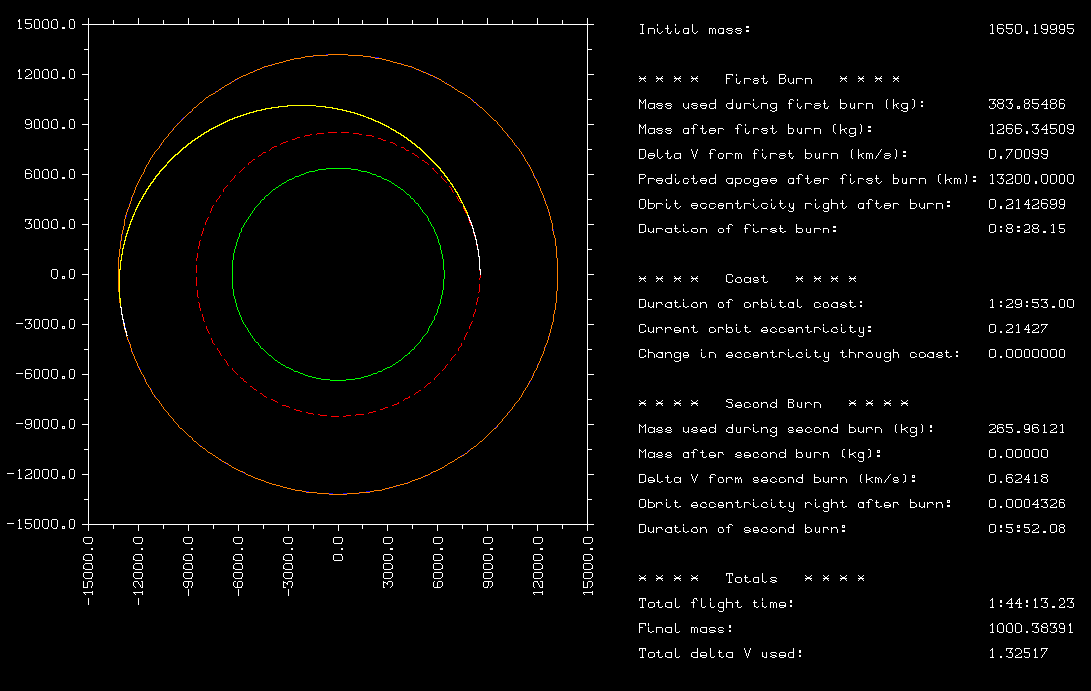 15000.0
12000.0
9000.0
6000.0
3000.0
0.0
-3000.0
-6000.0
-9000.0
-12000.0
-15000.0
-15000.0
-12000.0
-9000.0
-6000.0
-3000.0
0.0
3000.0
6000.0
9000.0
12000.0
15000.0
Initial mass: 1650.19995
* * * * First Burn * * * *
Mass used during first burn (kg): 383.85486
Mass after first burn (kg): 1266.34509
Delta V form first burn (km/s): 0.70099
Predicted apogee after first burn (km): 13200.0000
Obrit eccentricity right after burn: 0.2142699
Duration of first burn: 0:8:28.15
* * * * Coast * * * *
Duration of orbital coast: 1:29:53.00
Current orbit eccentricity: 0.21427
Change in eccentricity through coast: 0.0000000
* * * * Second Burn * * * *
Mass used during second burn (kg): 265.96121
Mass after second burn (kg): 0.00000
Delta V form second burn (km/s): 0.62418
Obrit eccentricity right after burn: 0.0004326
Duration of second burn: 0:5:52.08
* * * * Totals * * * *
Total flight time: 1:44:13.23
Final mass: 1000.38391
Total delta V used: 1.32517